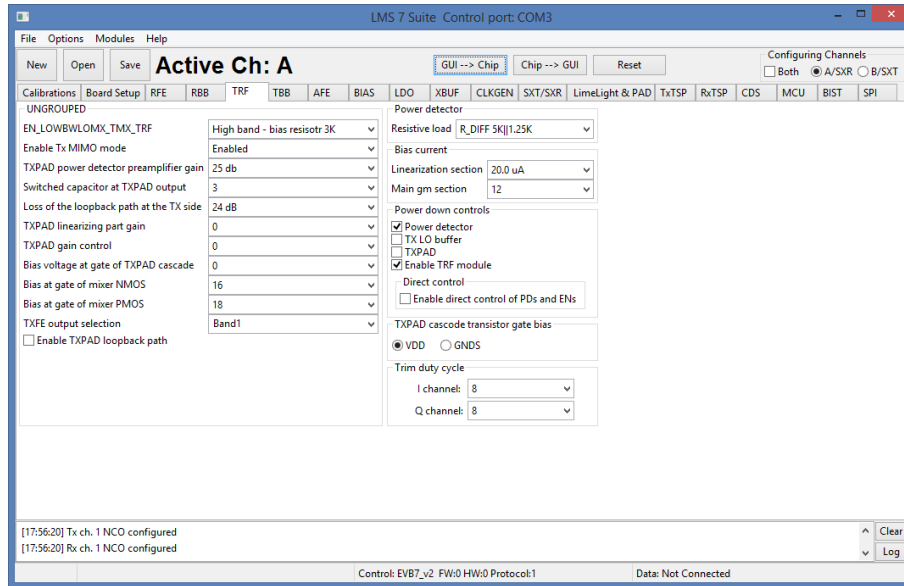 LMS 7 Suite Control port: COM3
File Options Modules Help
New Open Save Active Ch: A GUI --> Chip Chip --> GUI Reset
Configuring Channels
Both A/SXR B/SXT
Calibrations Board Setup RFE RBB TRF TBB AFE BIAS LDO XBUF CLKGEN SXT/SXR LimeLight & PAD TxTSP RxTSP CDS MCU BIST SPI
UNGROUPED
EN_LOWBWLOMX_TMX_TRF High band - bias resisotr 3K
Enable Tx MIMO mode Enabled
TXPAD power detector preamplifier gain 25 db
Switched capacitor at TXPAD output 3
Loss of the loopback path at the TX side 24 dB
TXPAD linearizing part gain 0
TXPAD gain control 0
Bias voltage at gate of TXPAD cascade 0
Bias at gate of mixer NMOS 16
Bias at gate of mixer PMOS 18
TXFE output selection Band1
Enable TXPAD loopback path
Power detector
Resistive load R_DIFF 5K||1.25K
Bias current
Linearization section 20.0 uA
Main gm section 12
Power down controls
Power detector
TX LO buffer
TXPAD
Enable TRF module
Direct control
Enable direct control of PDs and ENs
TXPAD cascode transistor gate bias
VDD GNDS
Trim duty cycle
I channel: 8
Q channel: 8
[17:56:20] Tx ch. 1 NCO configured
[17:56:20] Rx ch. 1 NCO configured
Clear
Log
Control: EVB7_v2 FW:0 HW:0 Protocol:1 Data: Not Connected